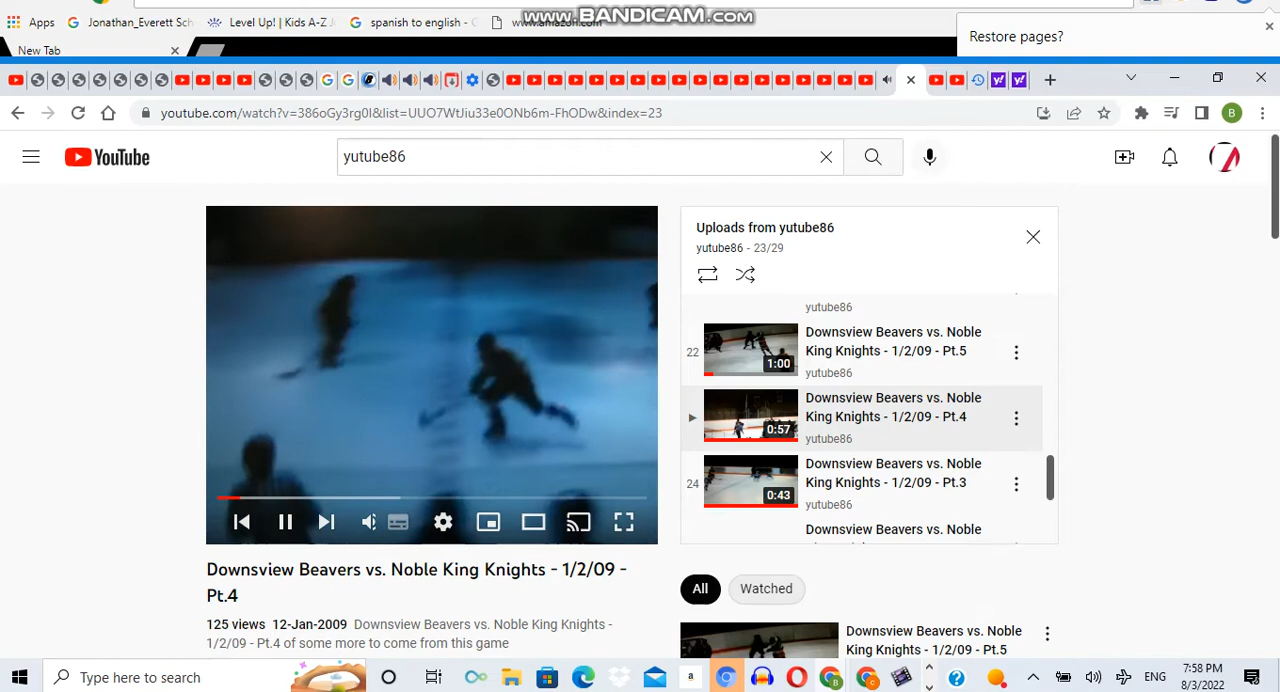 www.BANDICAM.com
Apps
Jonathan_Everett Sch
Level Up! | Kids A-Z
spanish to english -
www.amazon.com
Restore pages?
New Tab
youtube.com/watch?v=386oGy3rg0I&list=UUO7WtJiu33e0ONb6m-FhODw&index=23
B
YouTube
yutube86
Uploads from yutube86
yutube86 - 23/29
yutube86
22
1:00
Downsview Beavers vs. Noble
King Knights - 1/2/09 - Pt.5
yutube86
0:57
Downsview Beavers vs. Noble
King Knights - 1/2/09 - Pt.4
yutube86
24
0:43
Downsview Beavers vs. Noble
King Knights - 1/2/09 - Pt.3
yutube86
Downsview Beavers vs. Noble
Downsview Beavers vs. Noble King Knights - 1/2/09 -
Pt.4
125 views 12-Jan-2009 Downsview Beavers vs. Noble King Knights -
1/2/09 - Pt.4 of some more to come from this game
All
Watched
Downsview Beavers vs. Noble
King Knights - 1/2/09 - Pt.5
Type here to search
ENG
7:58 PM
8/3/2022